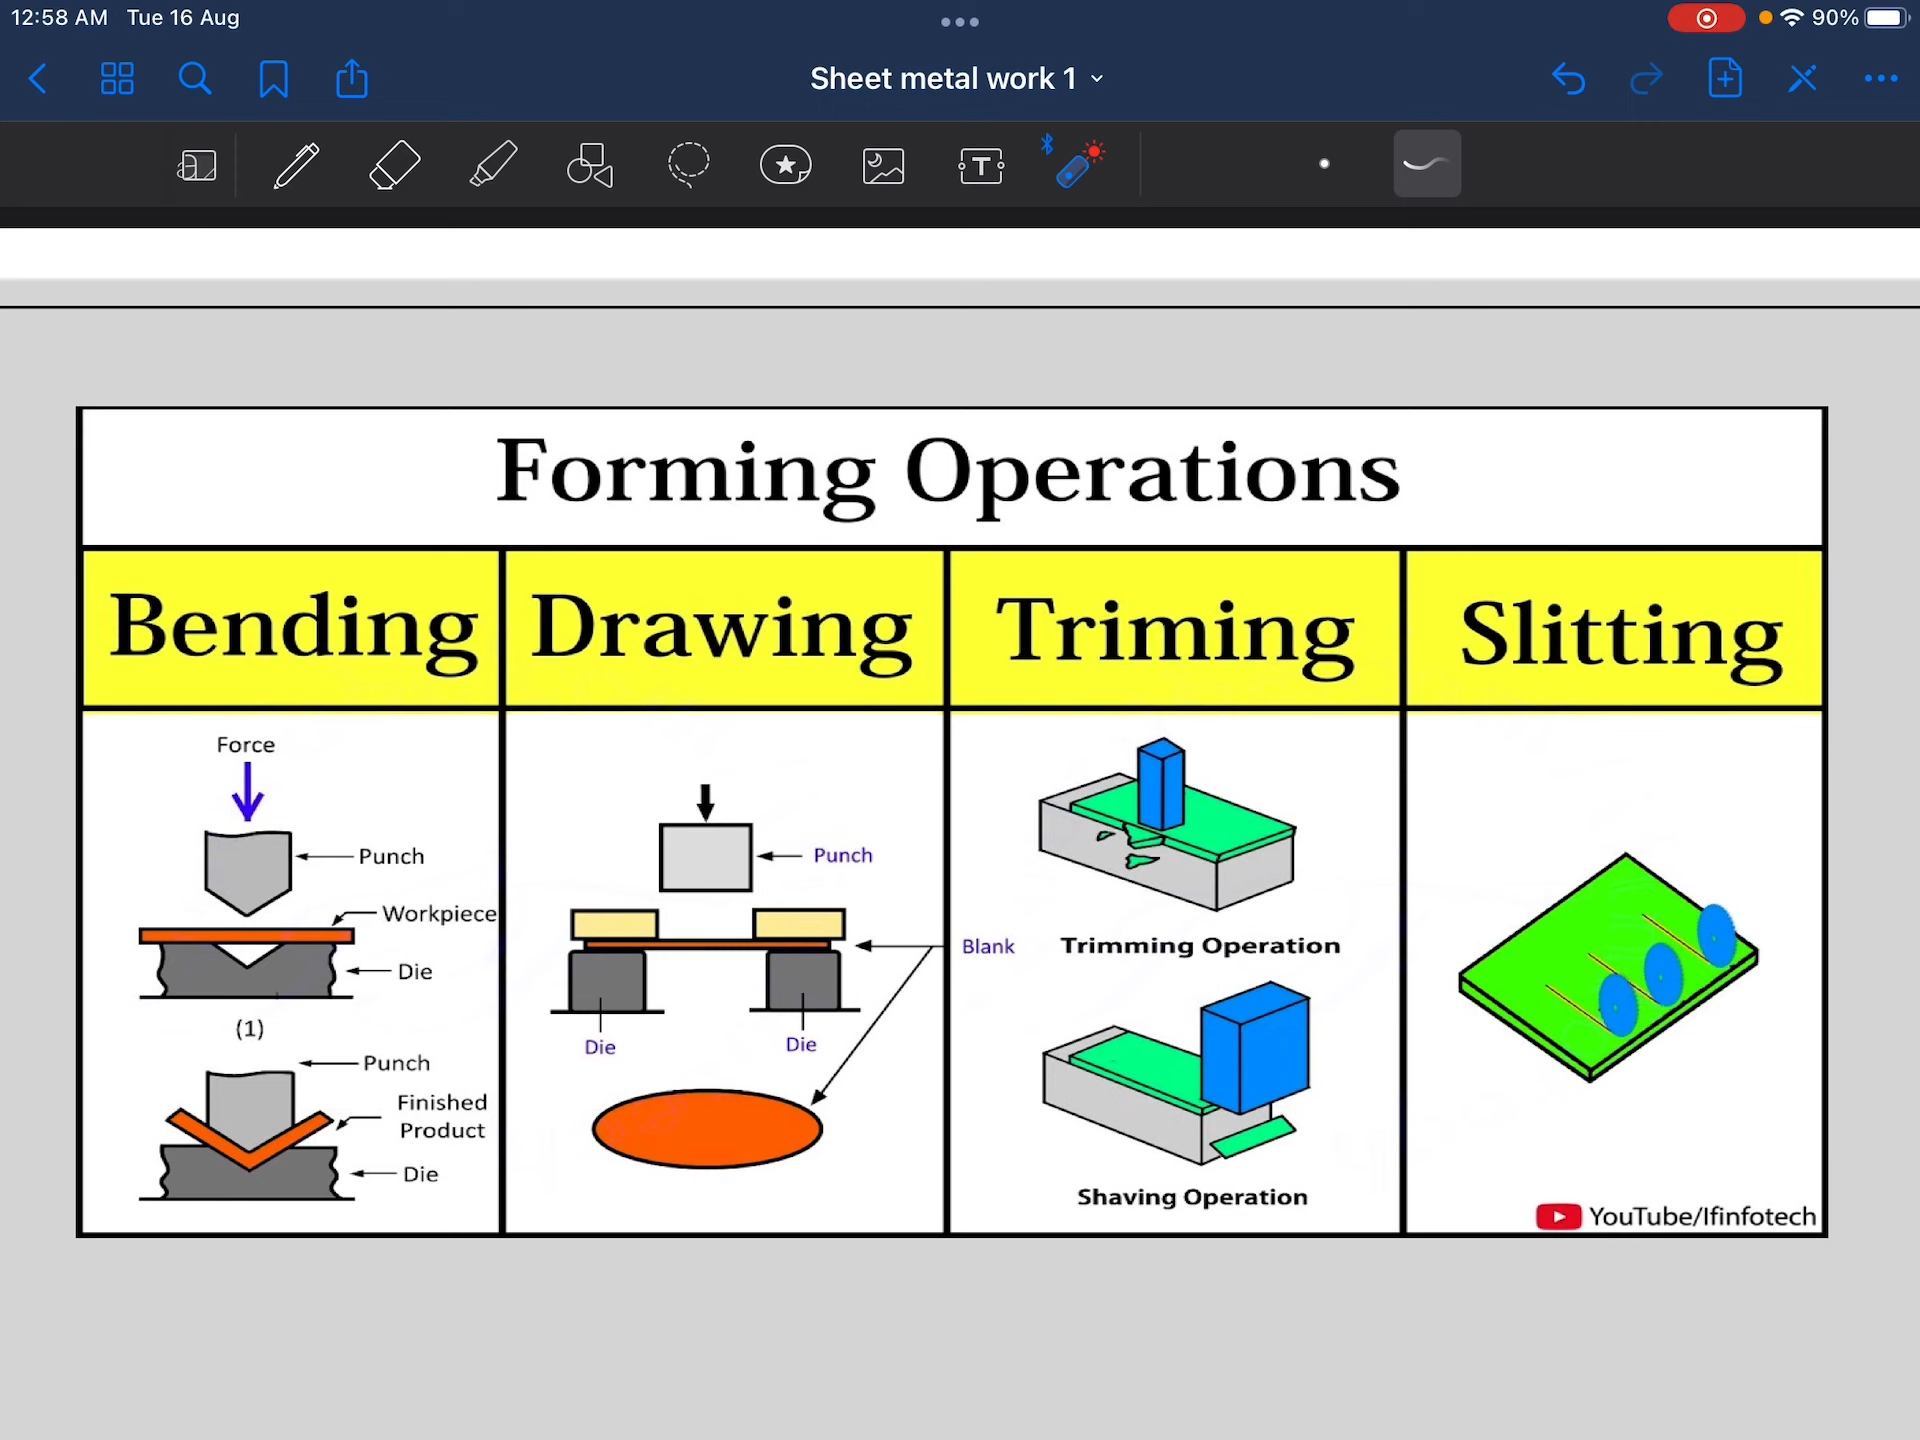 12:58 AM Tue 16 Aug
90%
Sheet metal work 1
T
Forming Operations
Bending
Drawing
Triming
Slitting
Force
Punch
Workpiece
Die
(1)
Punch
Finished
Product
Die
Punch
Blank
Die
Die
Trimming Operation
Shaving Operation
YouTube/Ifinfotech